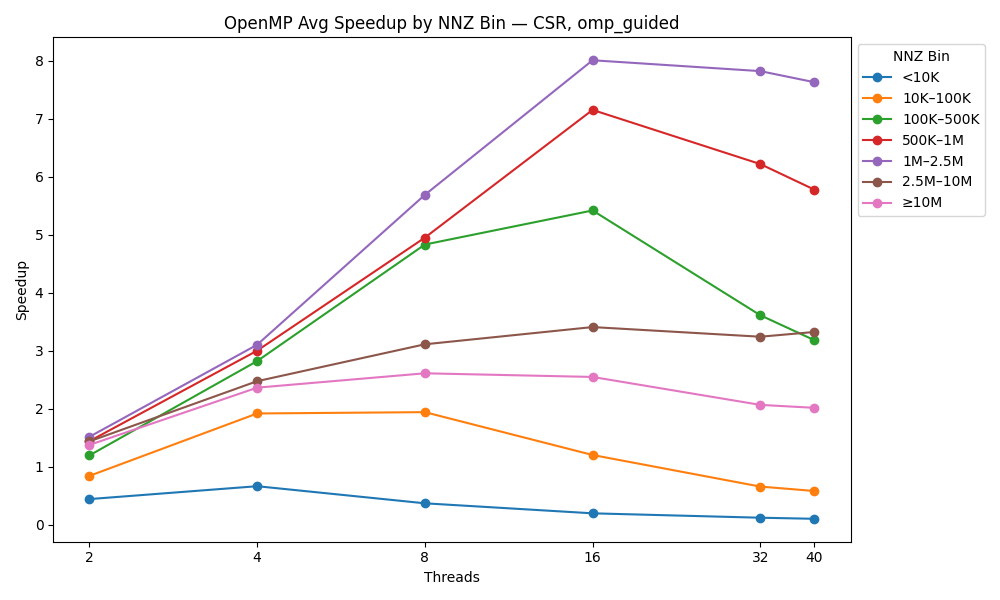 OpenMP Avg Speedup by NNZ Bin — CSR, omp_guided
Speedup
8
7
6
5
4
3
2
1
0
2
4
8
16
32
40
Threads
NNZ Bin
<10K
10K–100K
100K–500K
500K–1M
1M–2.5M
2.5M–10M
≥10M